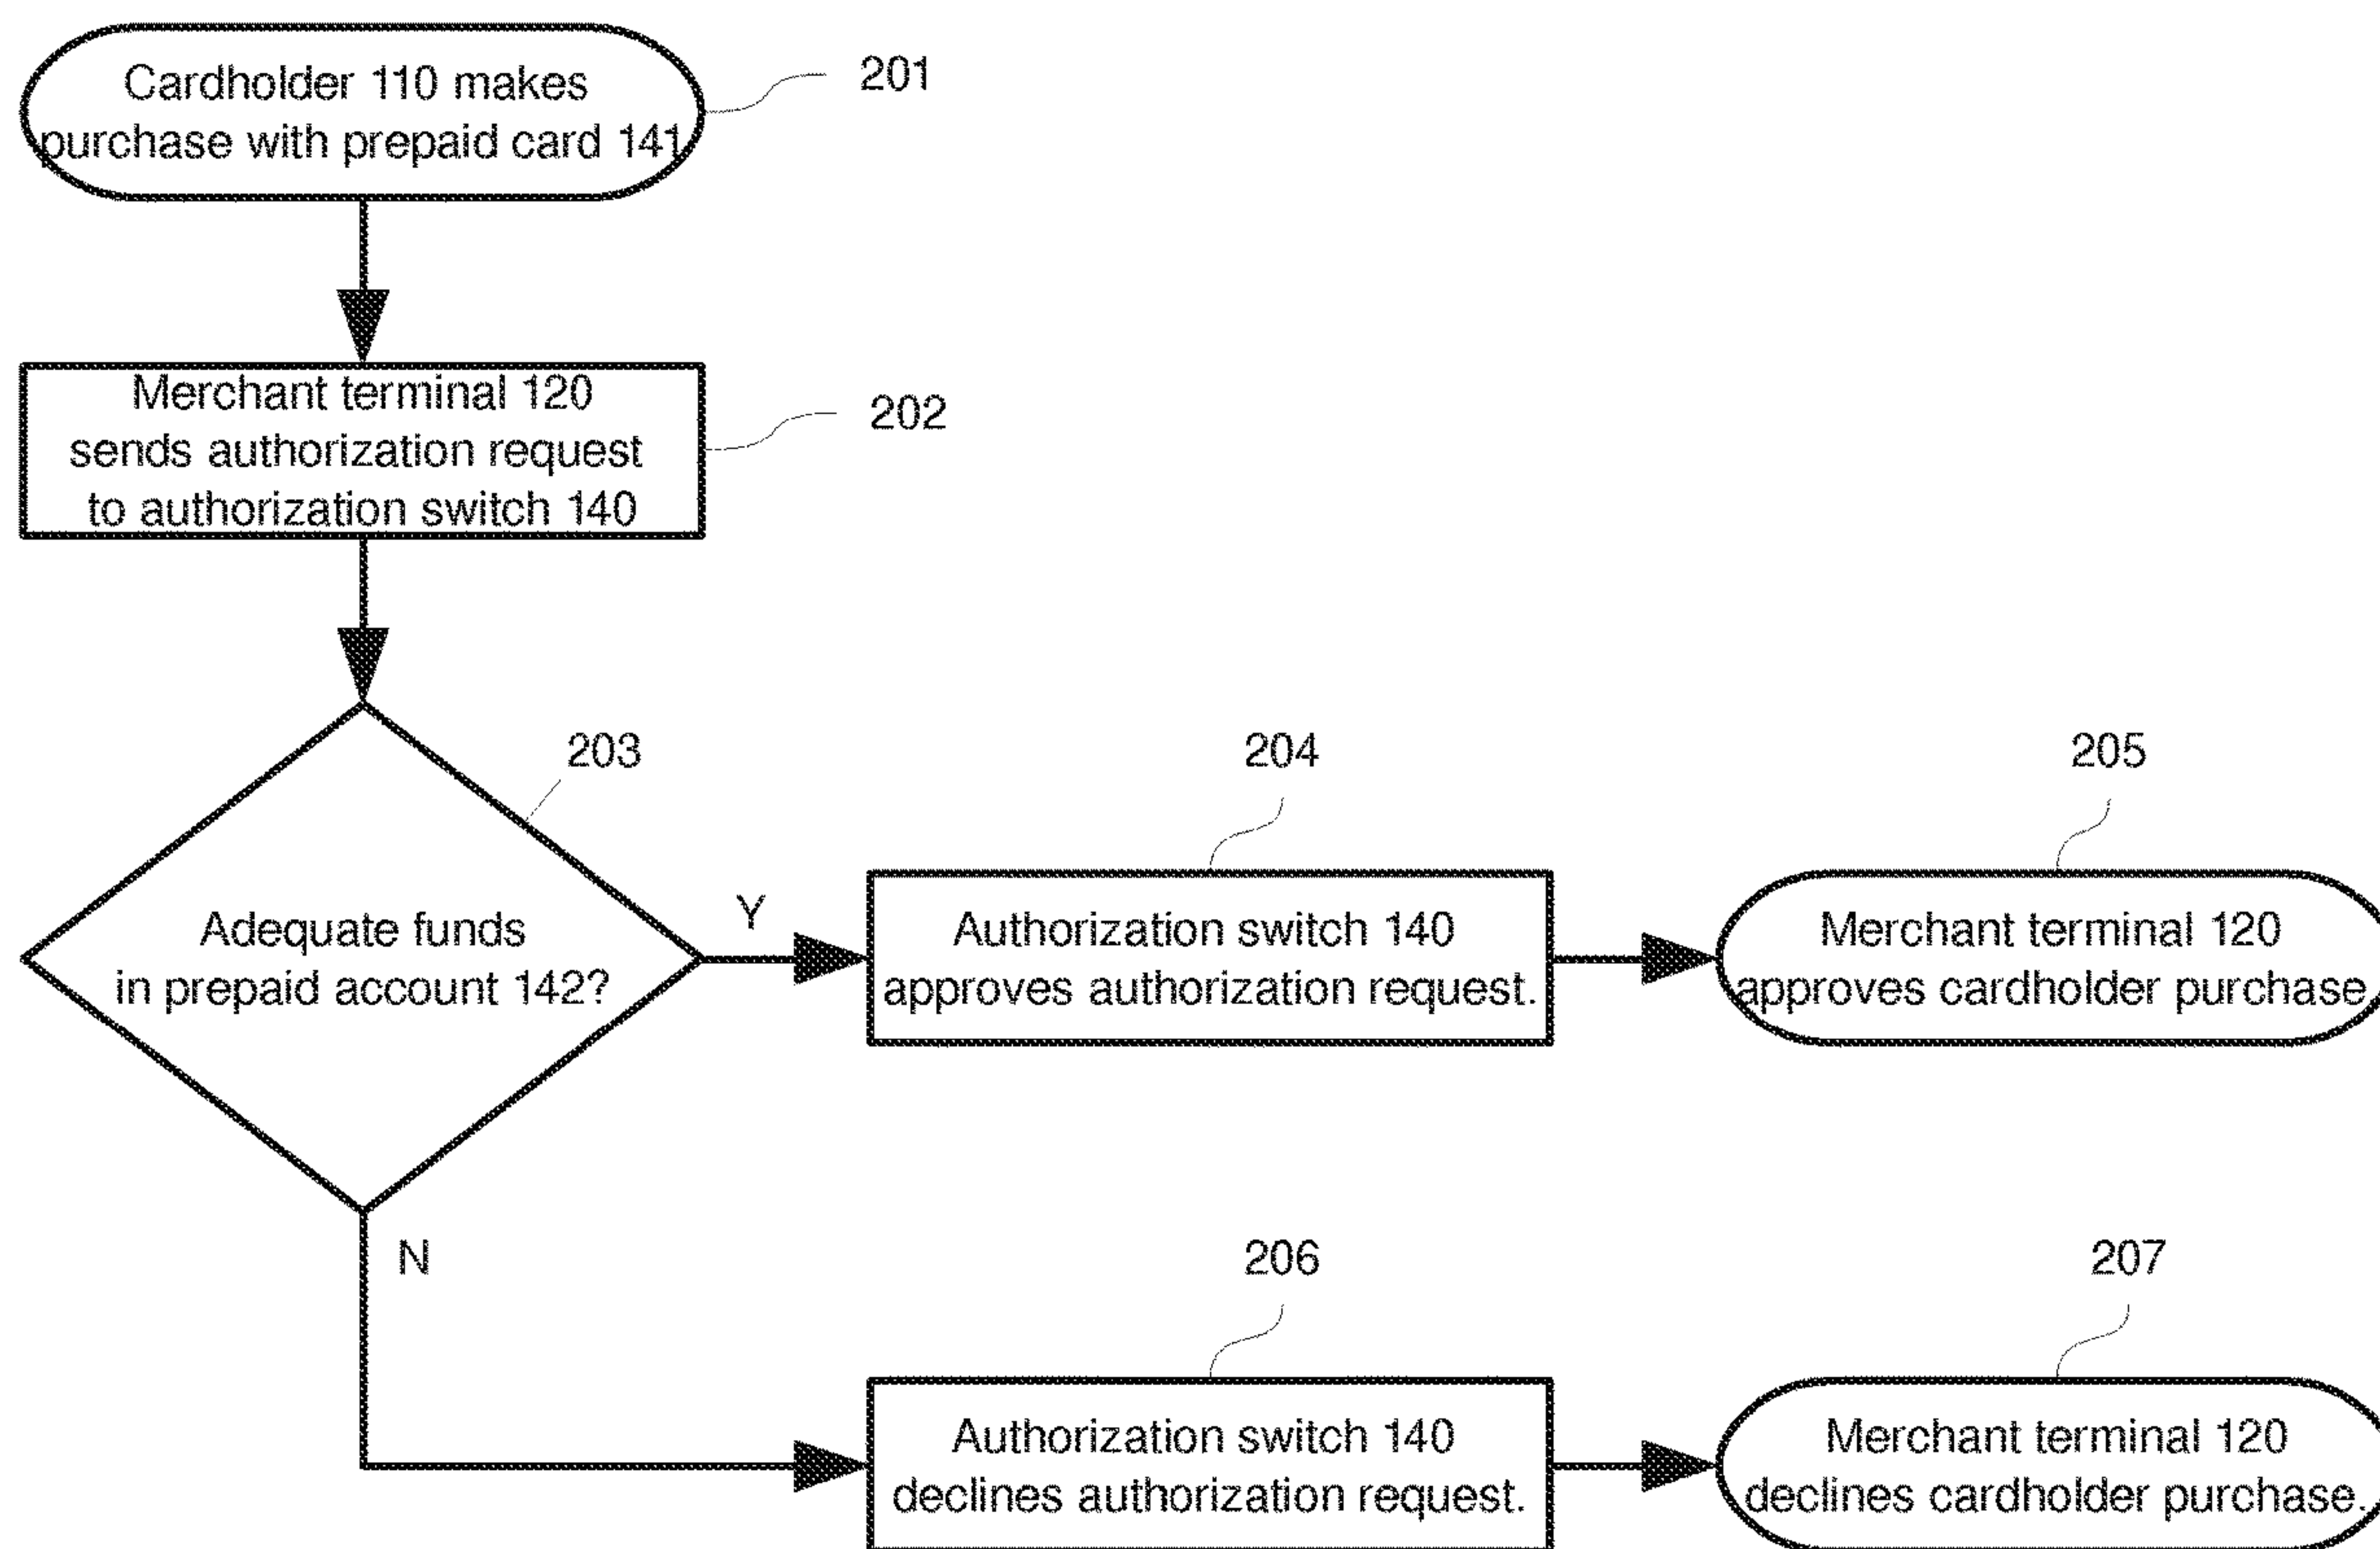 Cardholder 110 makes
purchase with prepaid card 141
201
Merchant terminal 120
sends authorization request
to authorization switch 140
202
203
Adequate funds
in prepaid account 142?
Y
N
204
Authorization switch 140
approves authorization request.
205
Merchant terminal 120
approves cardholder purchase
206
Authorization switch 140
declines authorization request.
207
Merchant terminal 120
declines cardholder purchase.